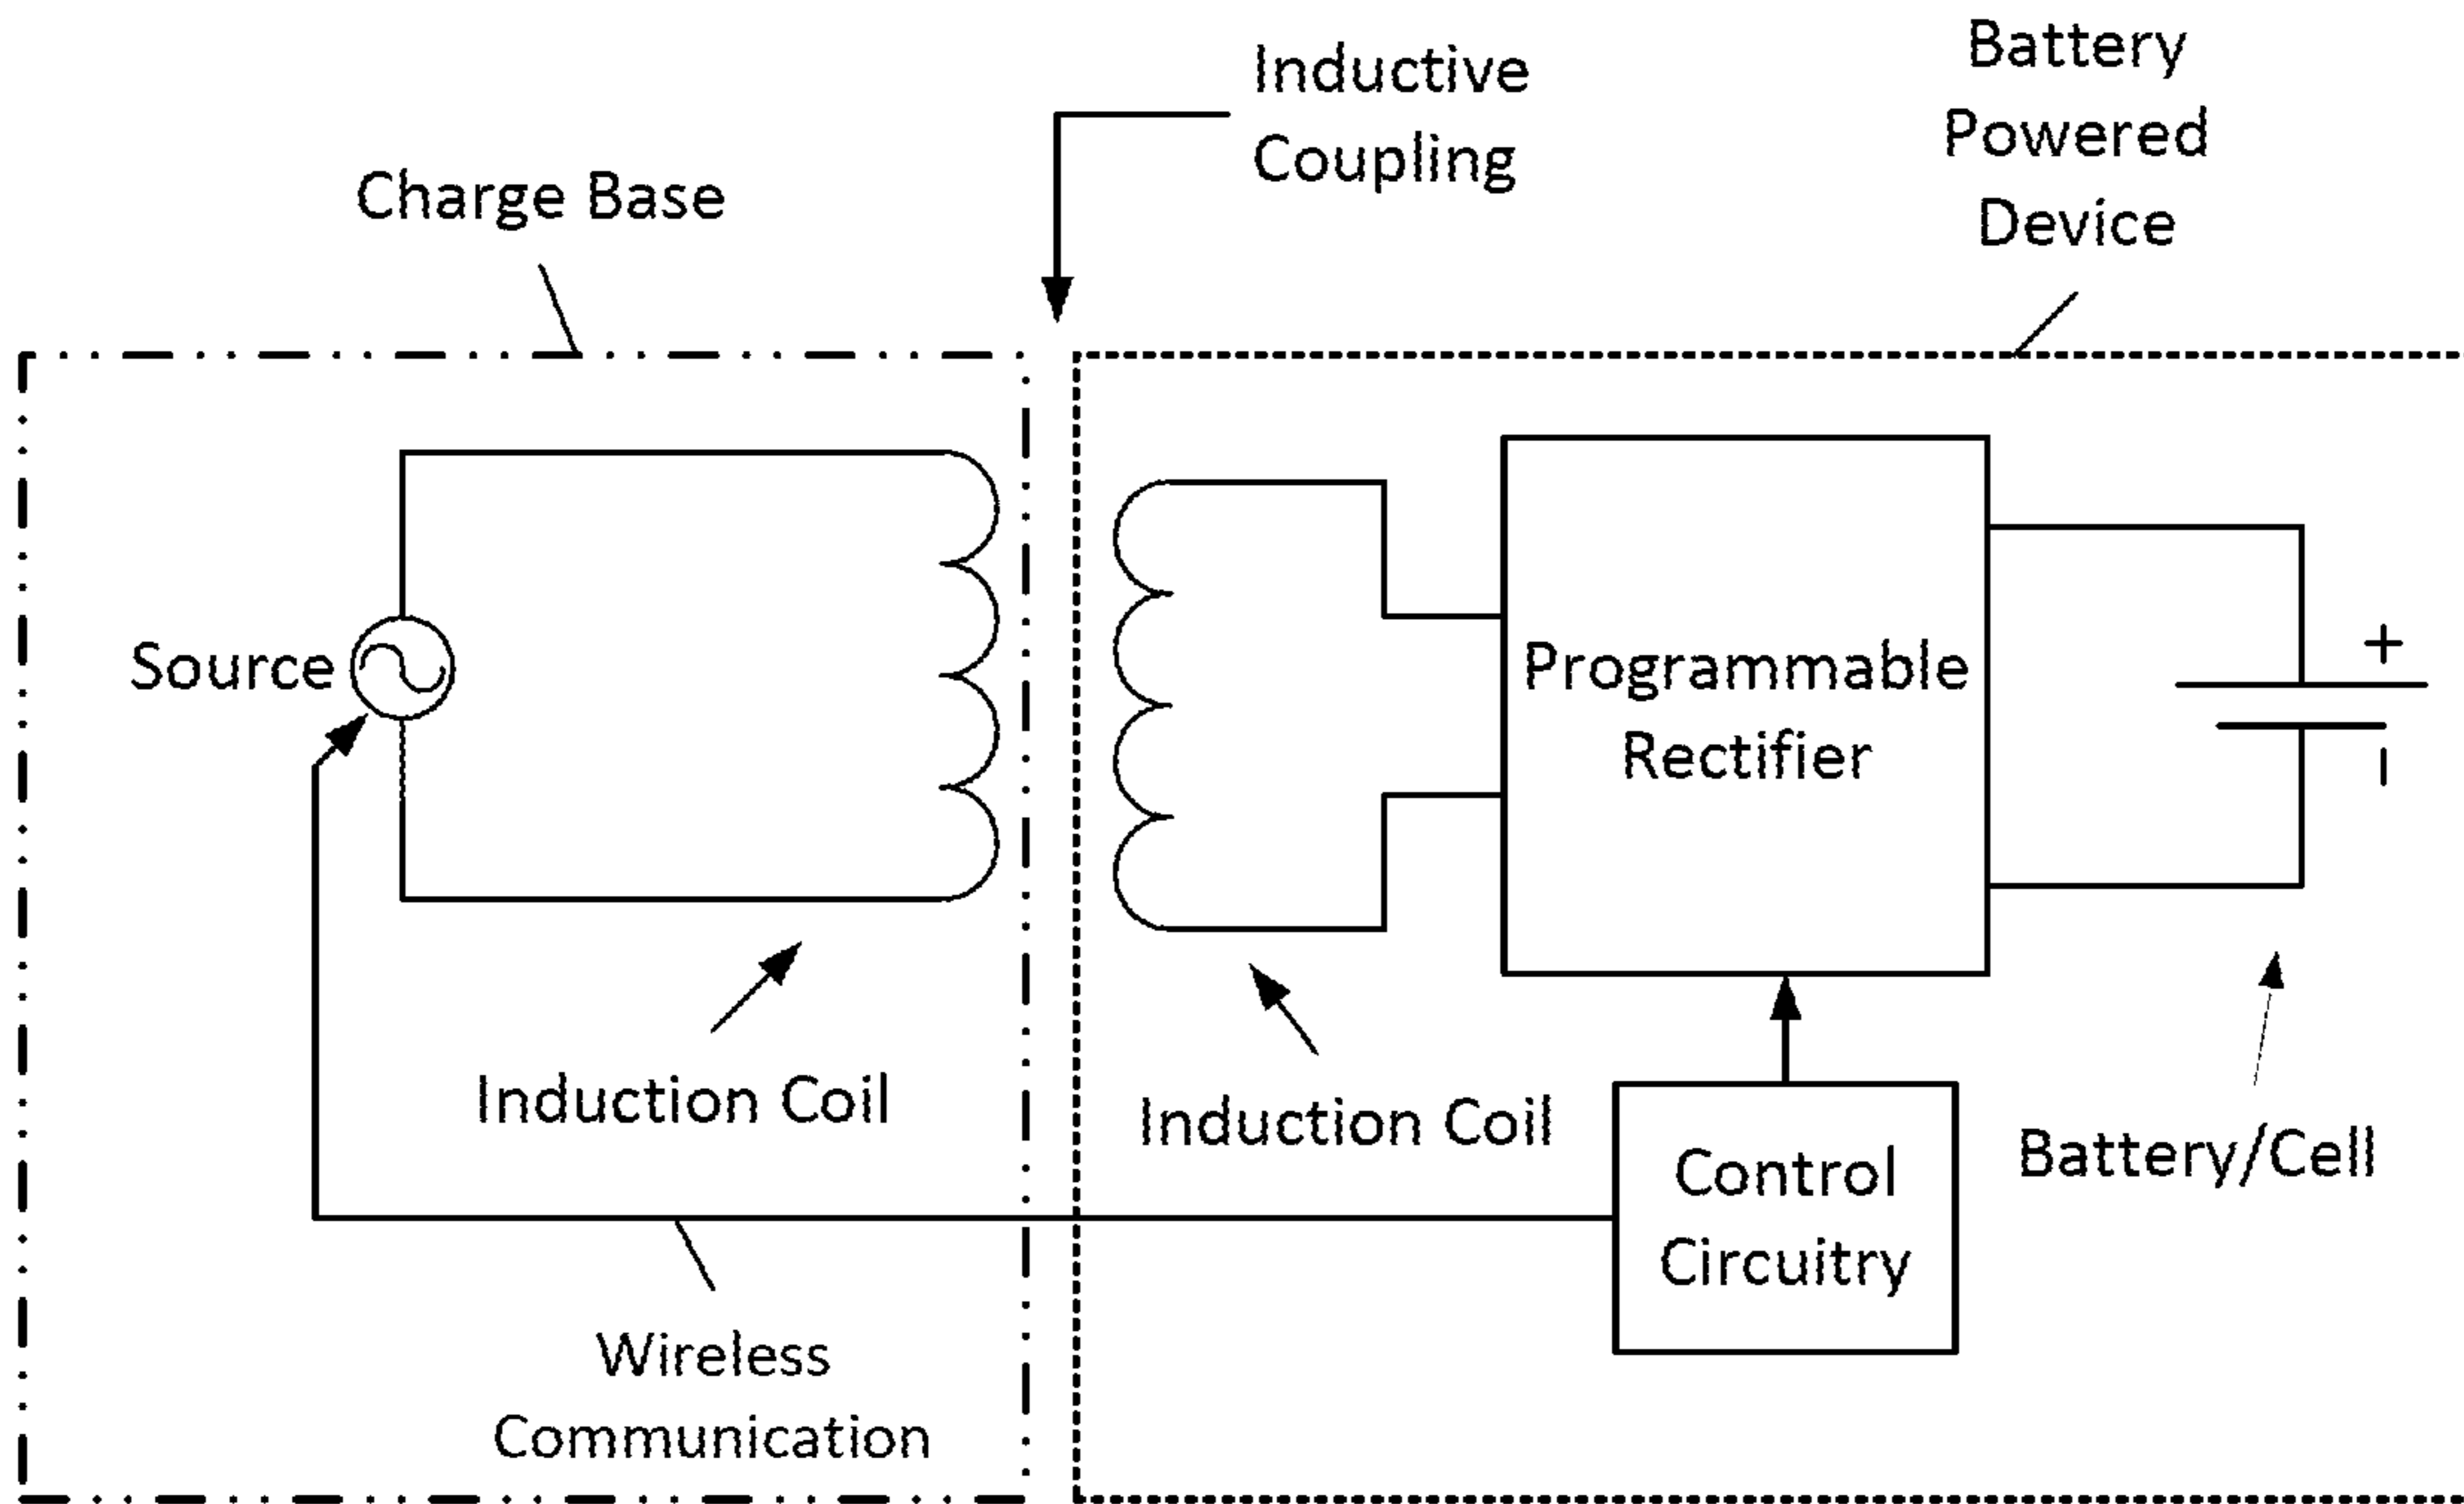 Inductive
Coupling
Battery
Powered
Device
Charge Base
Source
Programmable
Rectifier
+
-
Induction Coil
Induction Coil
Control
Circuitry
Battery/Cell
Wireless
Communication